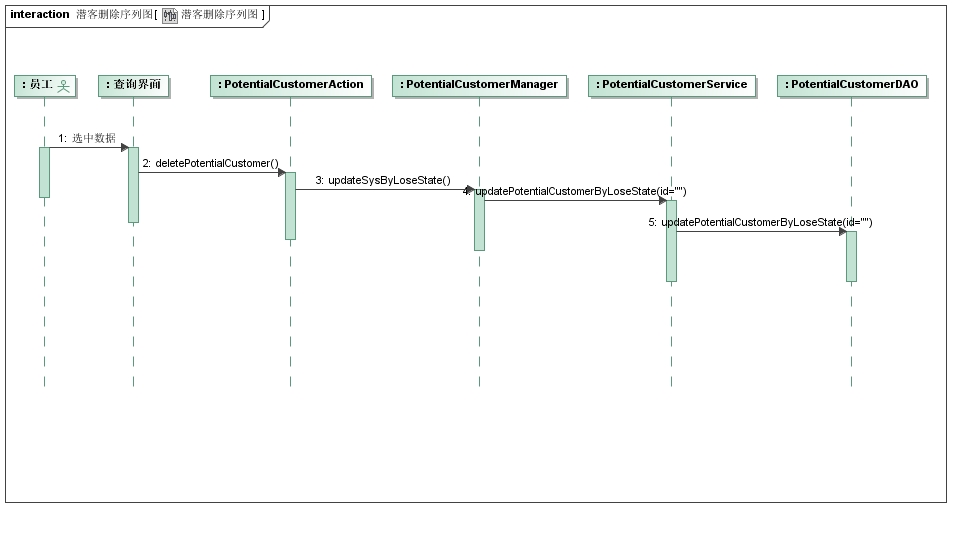 interaction 潜客删除序列图[ 潜客删除序列图 ]
: 员工
: 查询界面
: PotentialCustomerAction
: PotentialCustomerManager
: PotentialCustomerService
: PotentialCustomerDAO
1: 选中数据
2: deletePotentialCustomer()
3: updateSysByLoseState()
4: updatePotentialCustomerByLoseState(id="")
5: updatePotentialCustomerByLoseState(id="")